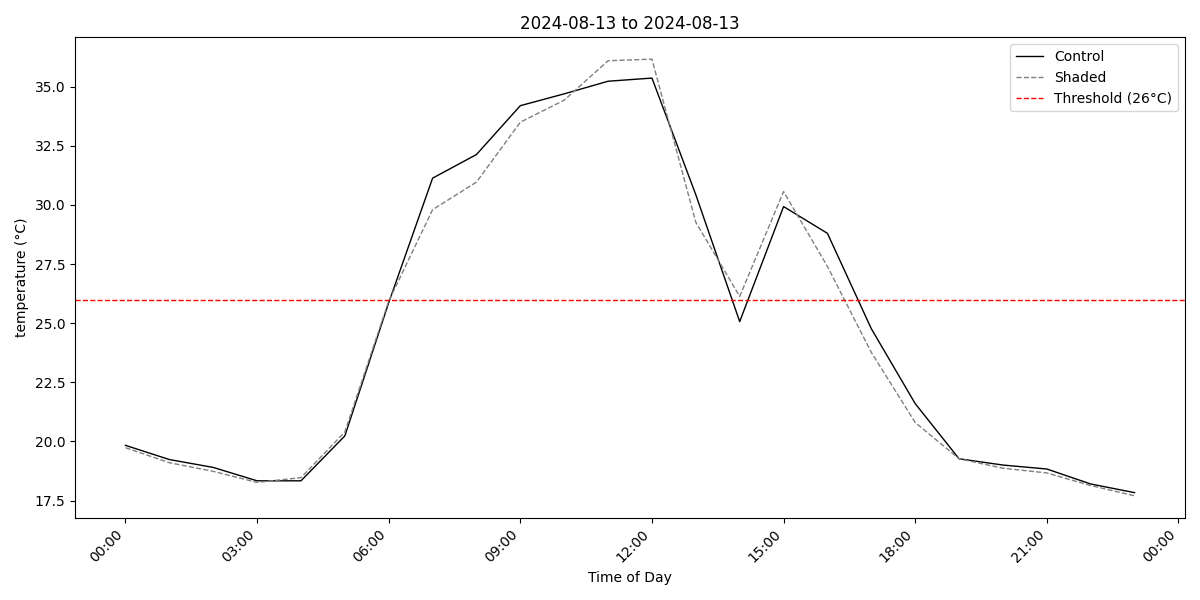 2024-08-13 to 2024-08-13
Control
Shaded
Threshold (26°C)
temperature (°C)
35.0
32.5
30.0
27.5
25.0
22.5
20.0
17.5
00:00
03:00
06:00
09:00
12:00
15:00
18:00
21:00
00:00
Time of Day